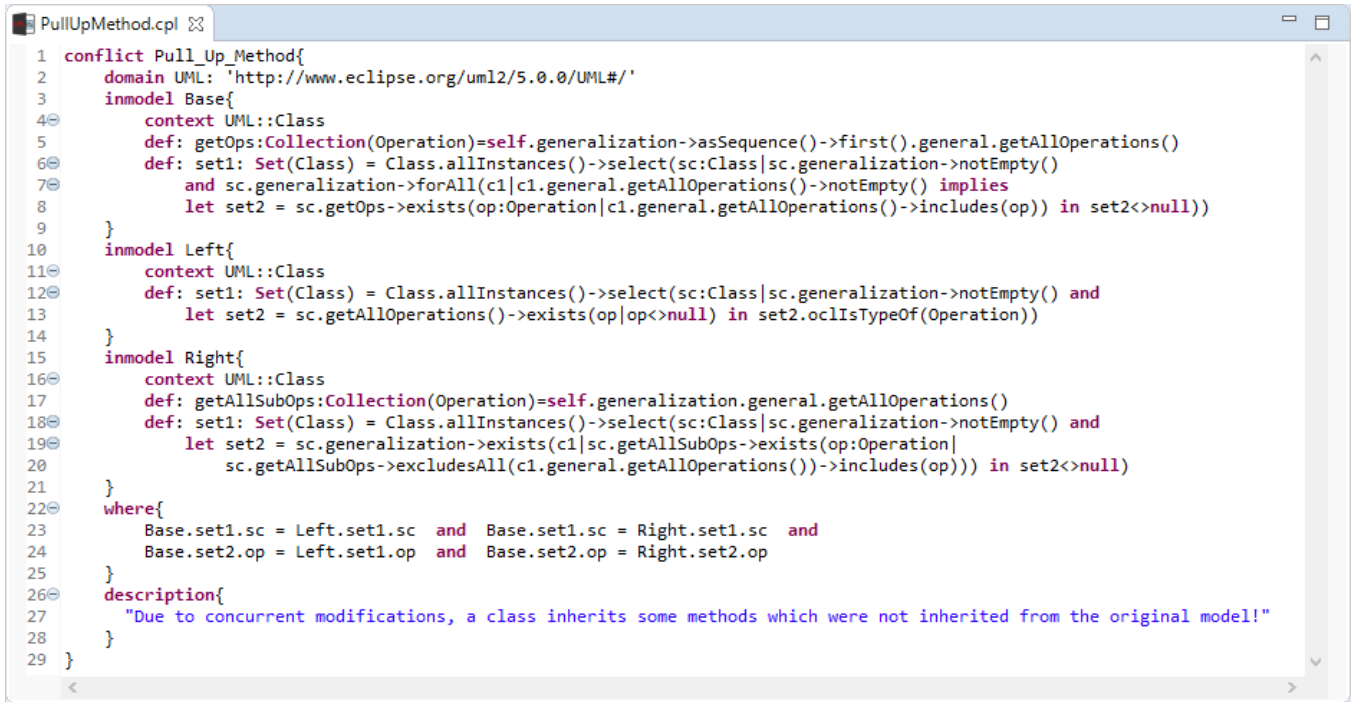 PullUpMethod.cpl
1 conflict Pull_Up_Method{
2 domain UML: 'http://www.eclipse.org/uml2/5.0.0/UML#/'
3 inmodel Base{
4 context UML::Class
5 def: getOps:Collection(Operation)=self.generalization->asSequence()->first().general.getAllOperations()
6 def: set1: Set(Class) = Class.allInstances()->select(sc:Class|sc.generalization->notEmpty()
7 and sc.generalization->forAll(c1|c1.general.getAllOperations()->notEmpty() implies
8 let set2 = sc.getOps->exists(op:Operation|c1.general.getAllOperations()->includes(op)) in set2<>null))
9 }
10 inmodel Left{
11 context UML::Class
12 def: set1: Set(Class) = Class.allInstances()->select(sc:Class|sc.generalization->notEmpty() and
13 let set2 = sc.getAllOperations()->exists(op|op<>null) in set2.oclIsTypeOf(Operation))
14 }
15 inmodel Right{
16 context UML::Class
17 def: getAllSubOps:Collection(Operation)=self.generalization.general.getAllOperations()
18 def: set1: Set(Class) = Class.allInstances()->select(sc:Class|sc.generalization->notEmpty() and
19 let set2 = sc.generalization->exists(c1|sc.getAllSubOps->exists(op:Operation|
20 sc.getAllSubOps->excludesAll(c1.general.getAllOperations())->includes(op))) in set2<>null)
21 }
22 where{
23 Base.set1.sc = Left.set1.sc and Base.set1.sc = Right.set1.sc and
24 Base.set2.op = Left.set1.op and Base.set2.op = Right.set2.op
25 }
26 description{
27 "Due to concurrent modifications, a class inherits some methods which were not inherited from the original model!"
28 }
29 }